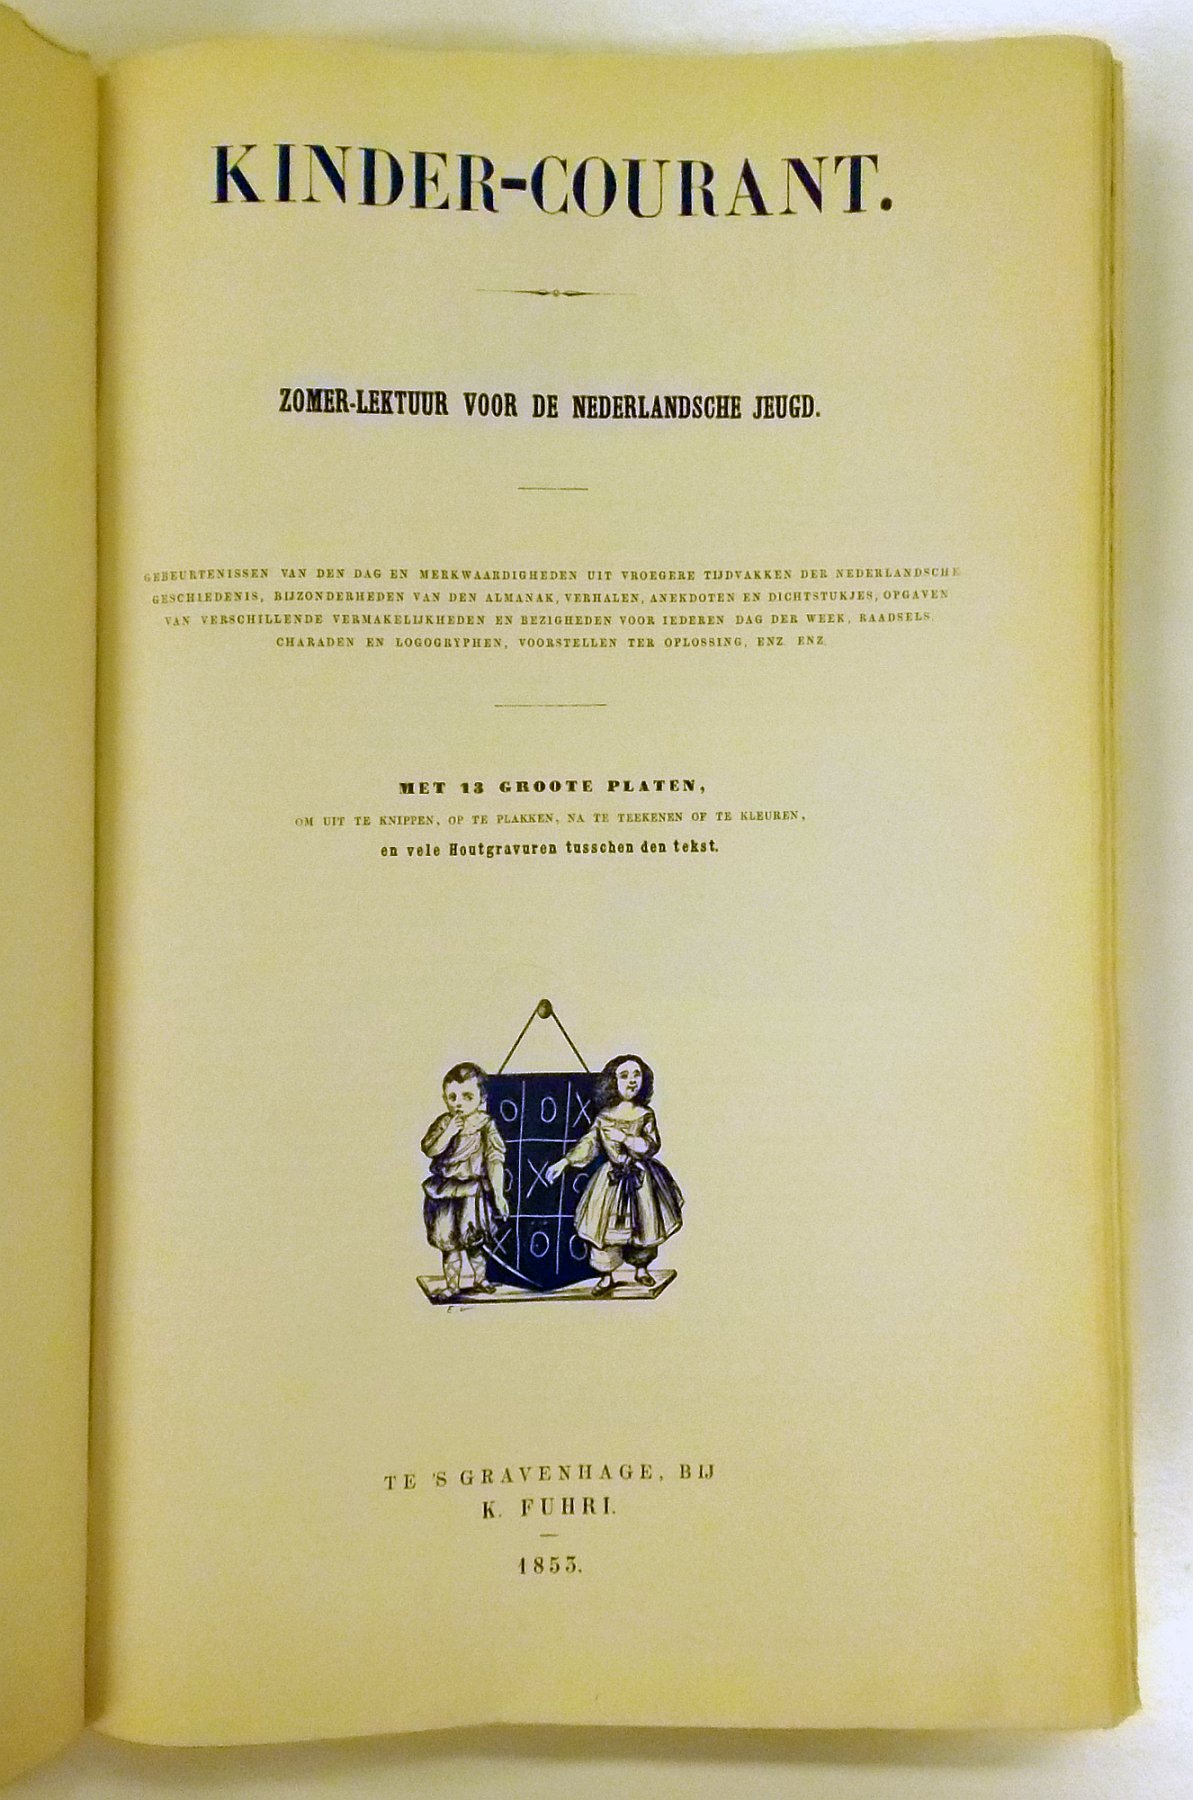 KINDER-COURANT.
ZOMER-LEKTUUR VOOR DE NEDERLANDSCHE JEUGD.
GEBEURTENISSEN VAN DEN DAG EN MERKWAARDIGHEDEN UIT VROEGERE TIJDVAKKEN DER NEDERLANDSCHE
GESCHIEDENIS, BIJZONDERHEDEN VAN DEN ALMANAK, VERHALEN, ANEKDOTEN EN DICHTSTUKJES, OPGAVEN
VAN VERSCHILLENDE VERMAKELIJKHEDEN EN BEZIGHEDEN VOOR IEDEREN DAG DER WEEK, RAADSELS,
CHARADEN EN LOGOGRYPHEN, VOORSTELLEN TER OPLOSSING, ENZ. ENZ.
MET 13 GROOTE PLATEN,
OM UIT TE KNIPPEN, OP TE PLAKKEN, NA TE TEEKENEN OF TE KLEUREN,
en vele Houtgravuren tusschen den tekst.
O O X
O X O
X Ö O
TE 'S GRAVENHAGE, BIJ
K. FUHRI.
1853.